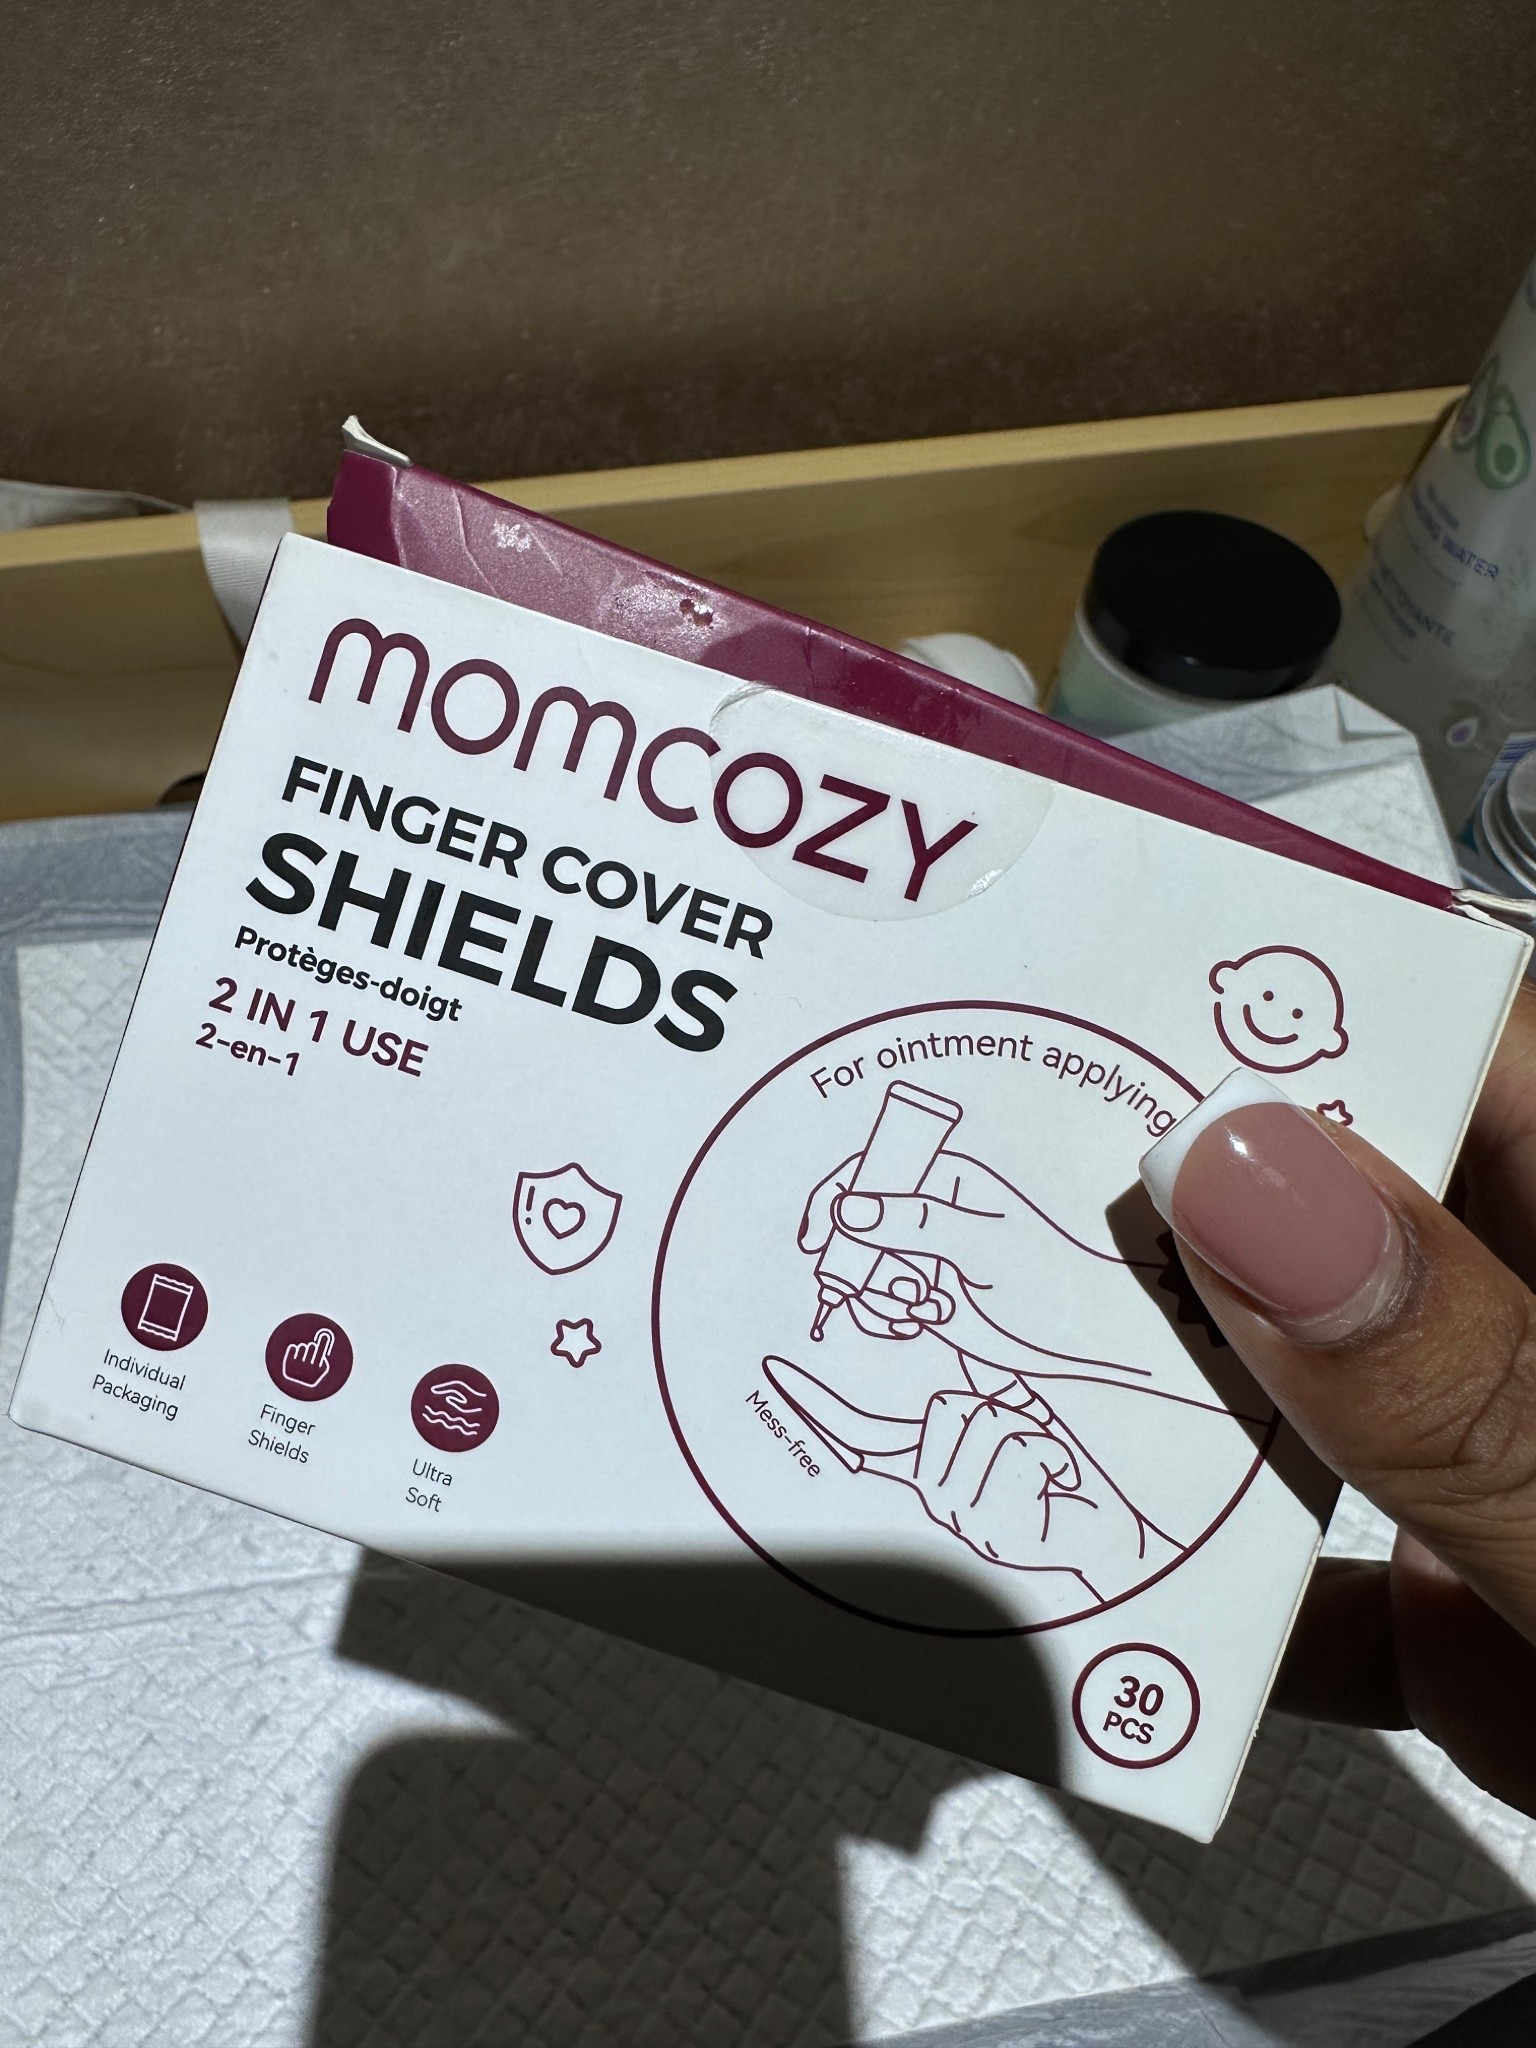 momcozy
FINGER COVER
SHIELDS
Protèges-doigt
2 IN 1 USE
2-en-1
For ointment applying
Mess-free
Individual
Packaging
Finger
Shields
Ultra
Soft
30
PCS
WATER